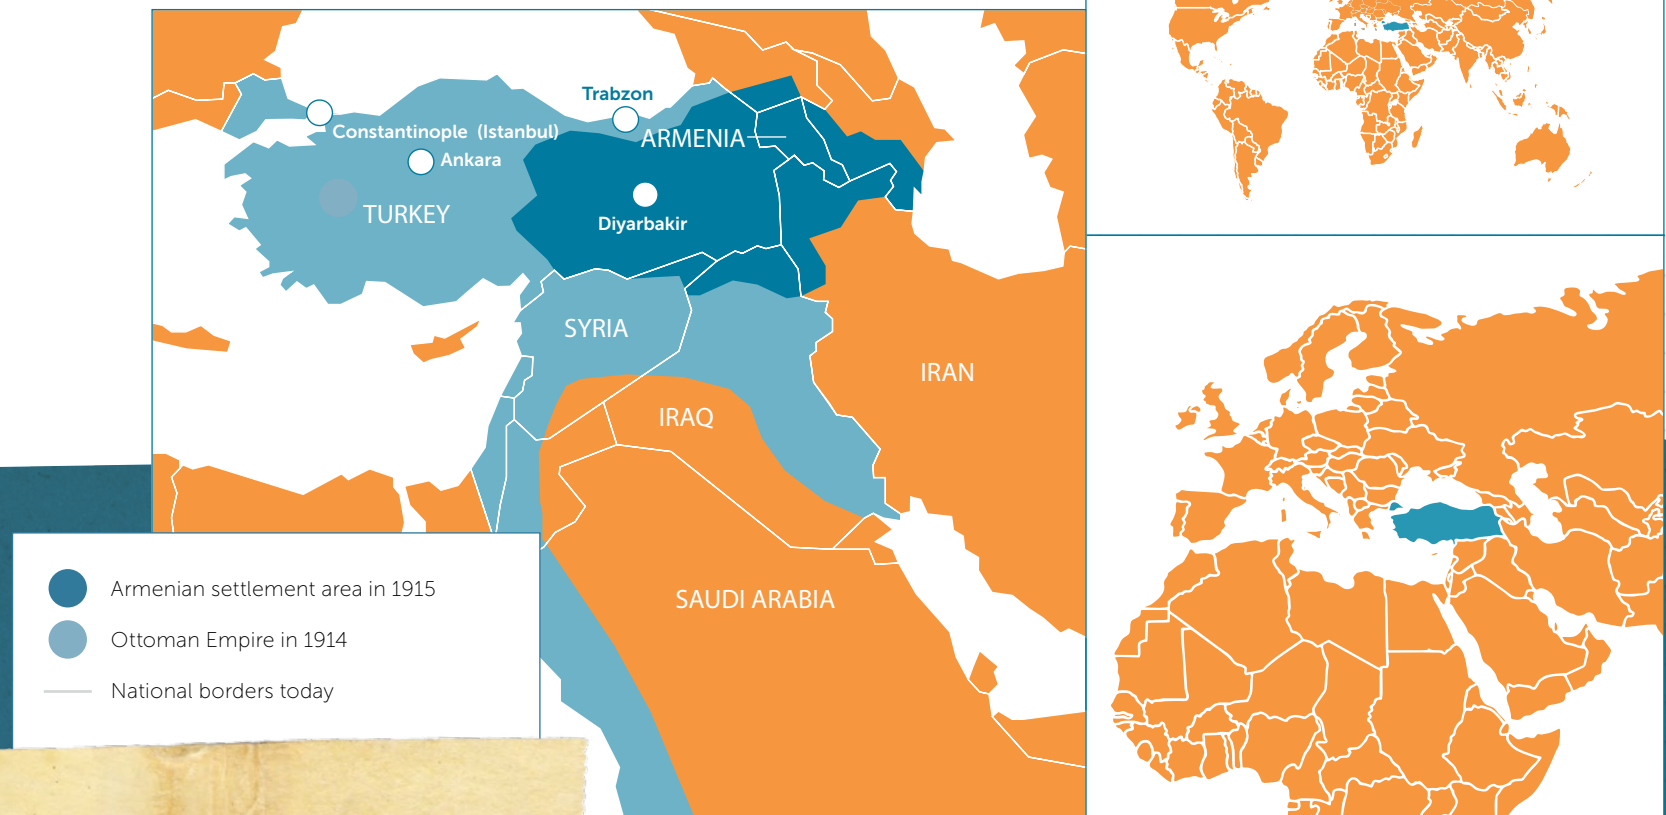 Trabzon
Constantinople (Istanbul)
ARMENIA
Ankara
TURKEY
Diyarbakir
SYRIA
IRAN
IRAQ
SAUDI ARABIA
Armenian settlement area in 1915
Ottoman Empire in 1914
National borders today